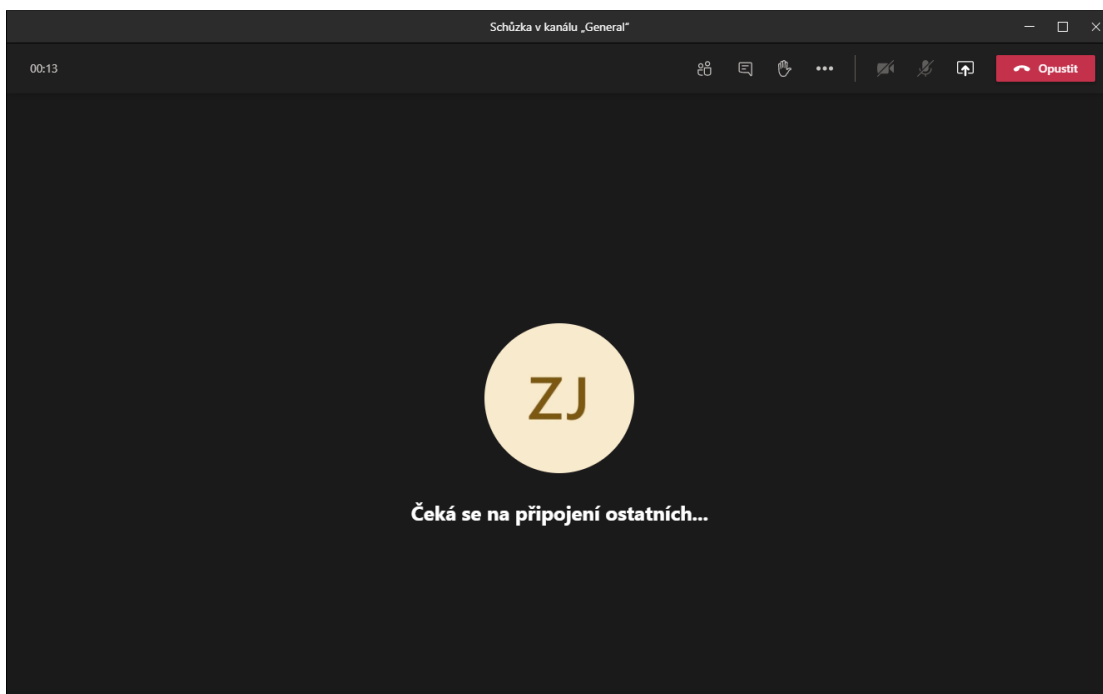 Schůzka v kanálu „General“
00:13
Opustit
ZJ
Čeká se na připojení ostatních...